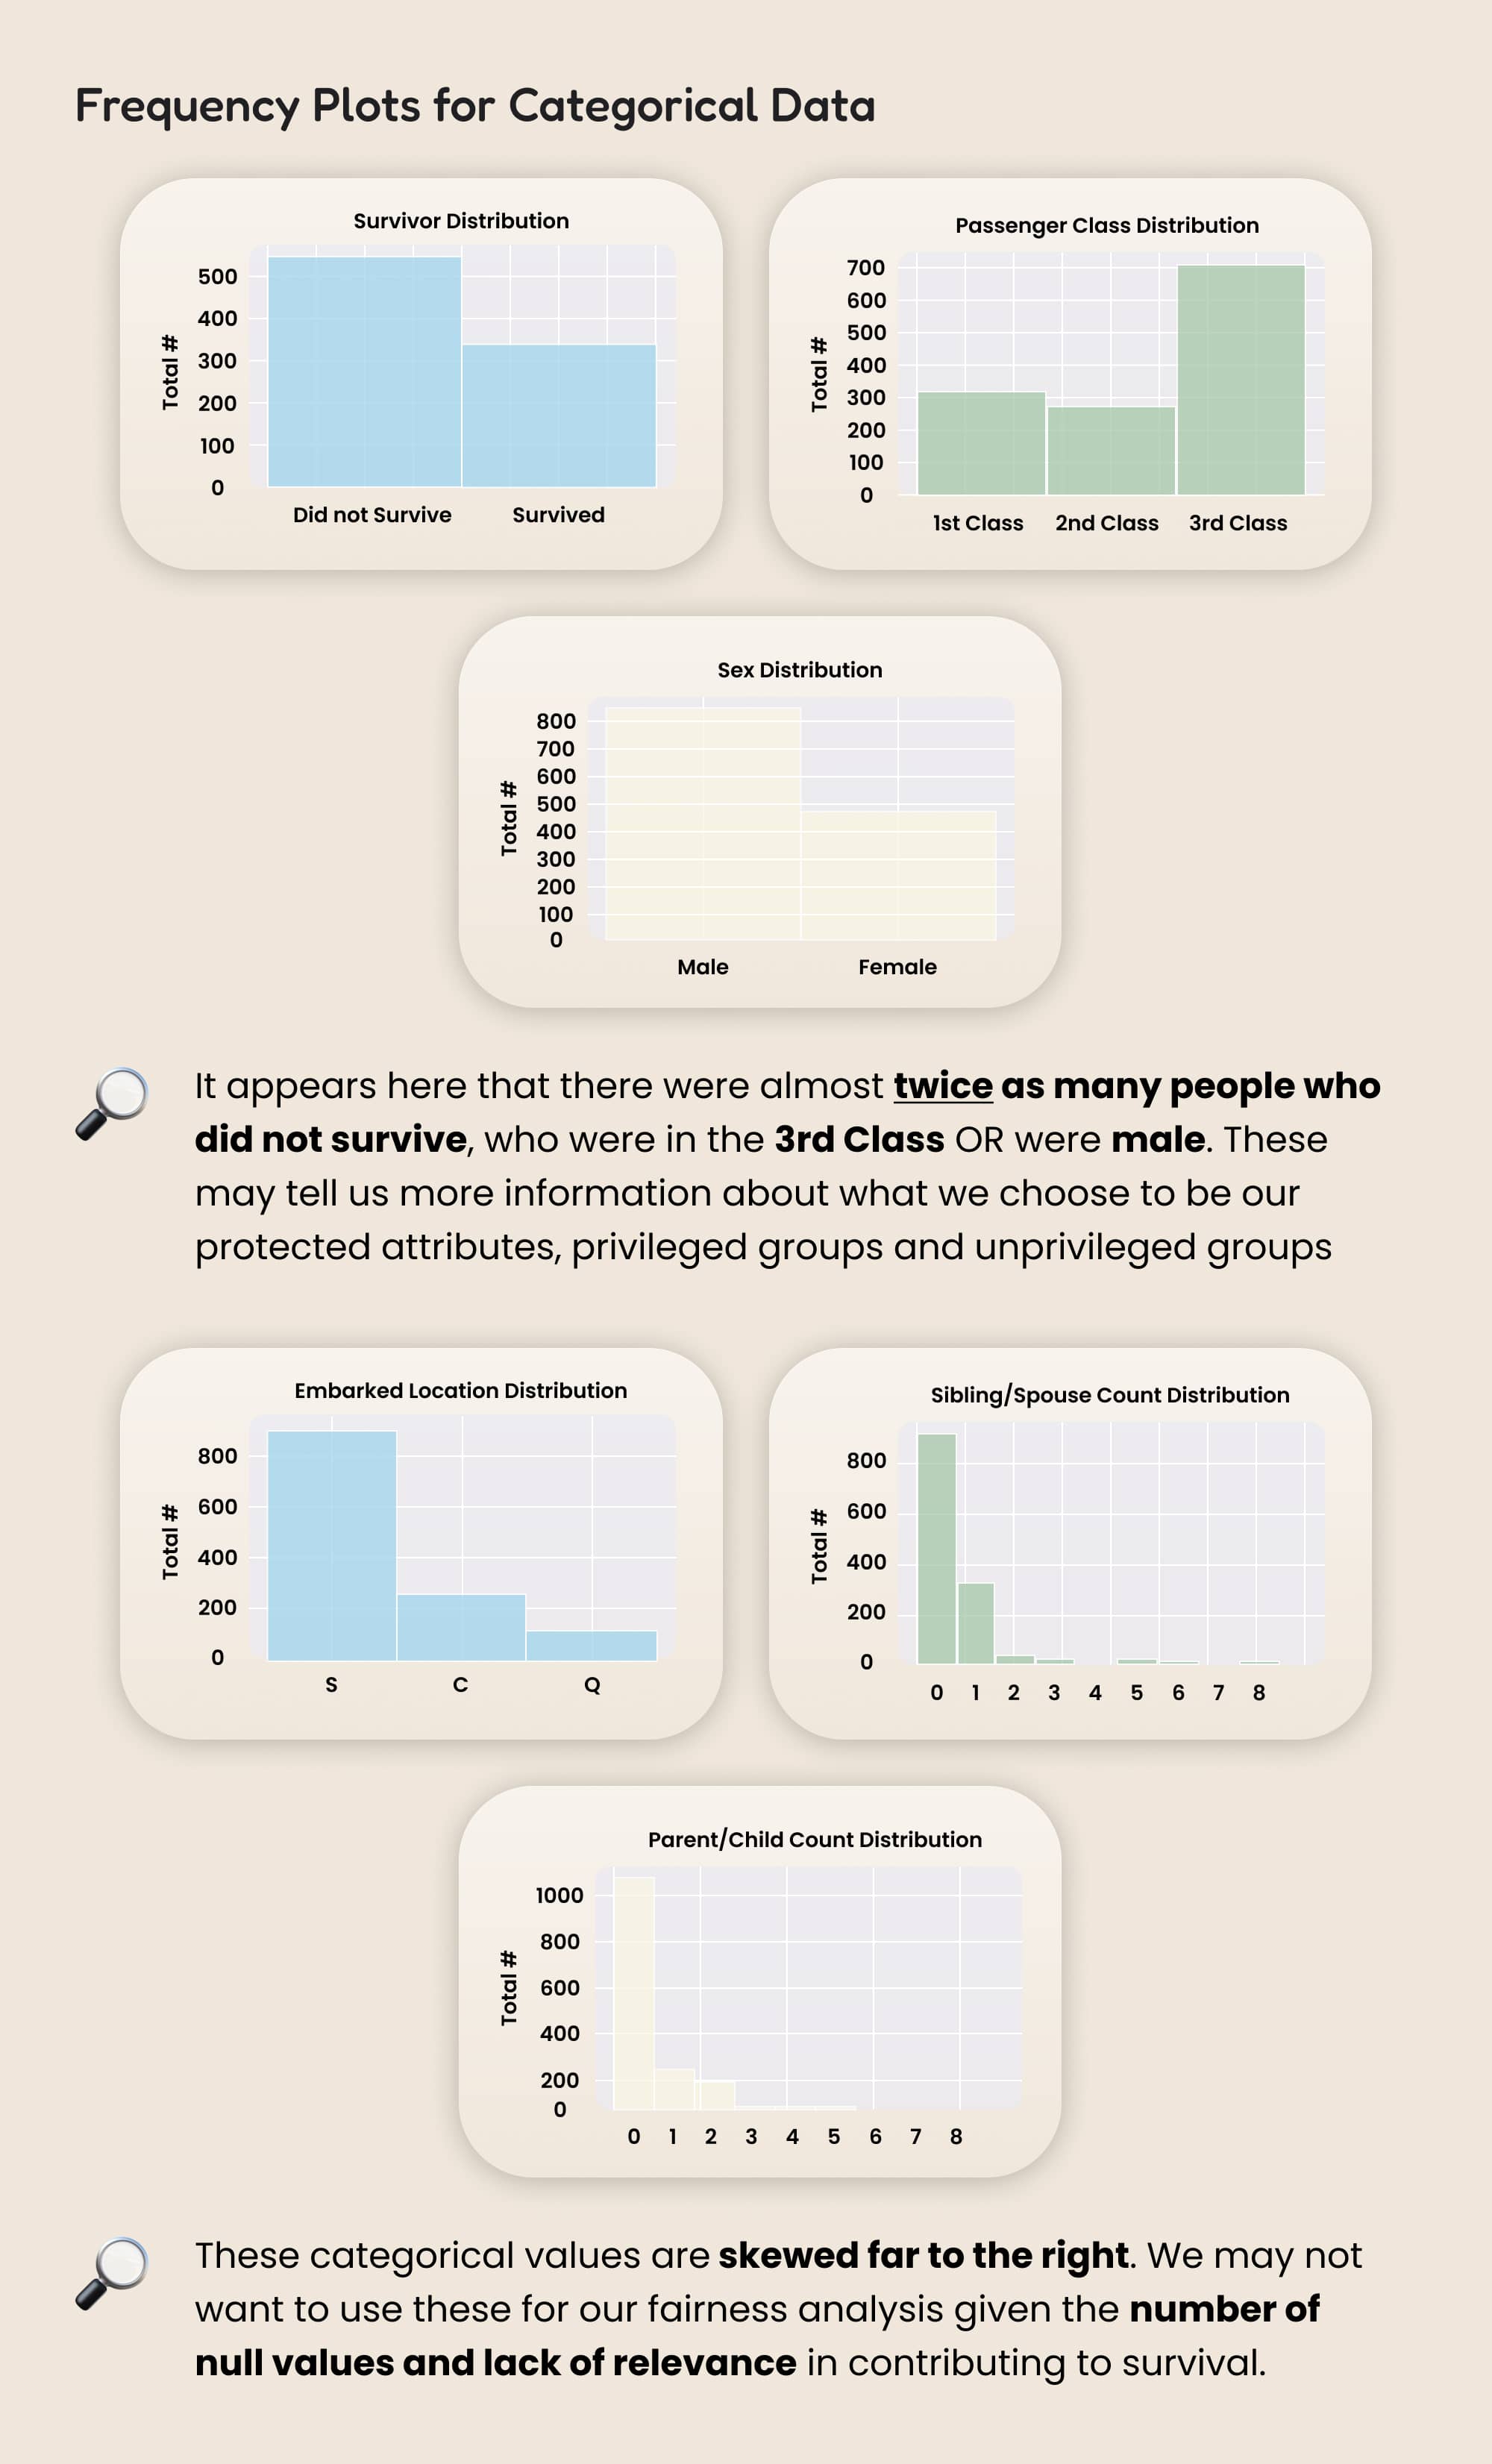 Frequency Plots for Categorical Data
Survivor Distribution
Total #
500
400
300
200
100
0
Did not Survive Survived
Passenger Class Distribution
Total #
700
600
500
400
300
200
100
0
1st Class 2nd Class 3rd Class
Sex Distribution
Total #
800
700
600
500
400
300
200
100
0
Male Female
It appears here that there were almost twice as many people who
did not survive, who were in the 3rd Class OR were male. These
may tell us more information about what we choose to be our
protected attributes, privileged groups and unprivileged groups
Embarked Location Distribution
Total #
800
600
400
200
0
S C Q
Sibling/Spouse Count Distribution
Total #
800
600
400
200
0
0 1 2 3 4 5 6 7 8
Parent/Child Count Distribution
Total #
1000
800
600
400
200
0
0 1 2 3 4 5 6 7 8
These categorical values are skewed far to the right. We may not
want to use these for our fairness analysis given the number of
null values and lack of relevance in contributing to survival.